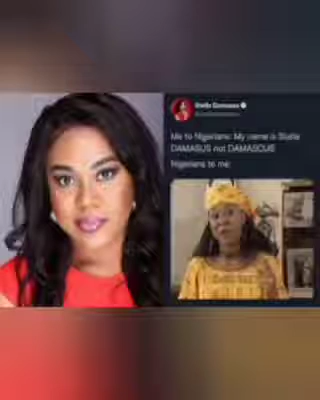 Stella Damasus
Me to Nigerians: My name is Stella
DAMASUS not DAMASCUS
Nigerians to me: